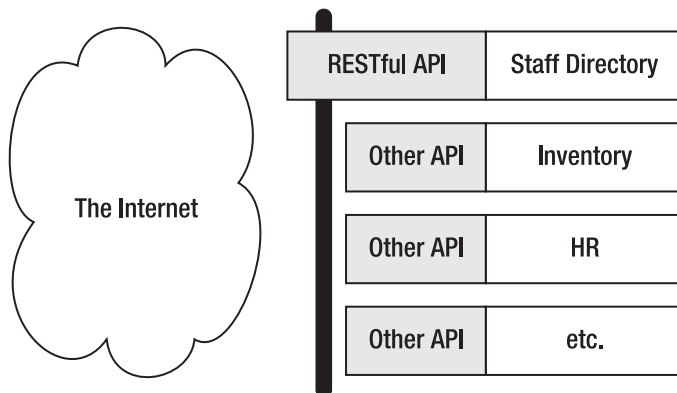 RESTful API Staff Directory
Other API Inventory
The Internet
Other API HR
Other API etc.